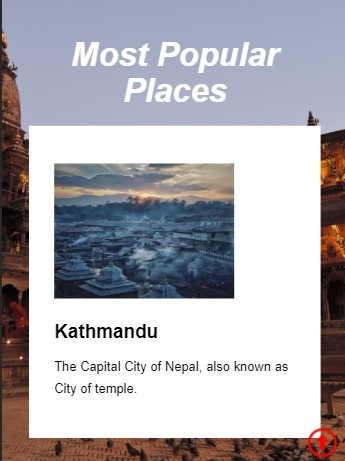 Most Popular
Places
Kathmandu
The Capital City of Nepal, also known as
City of temple.